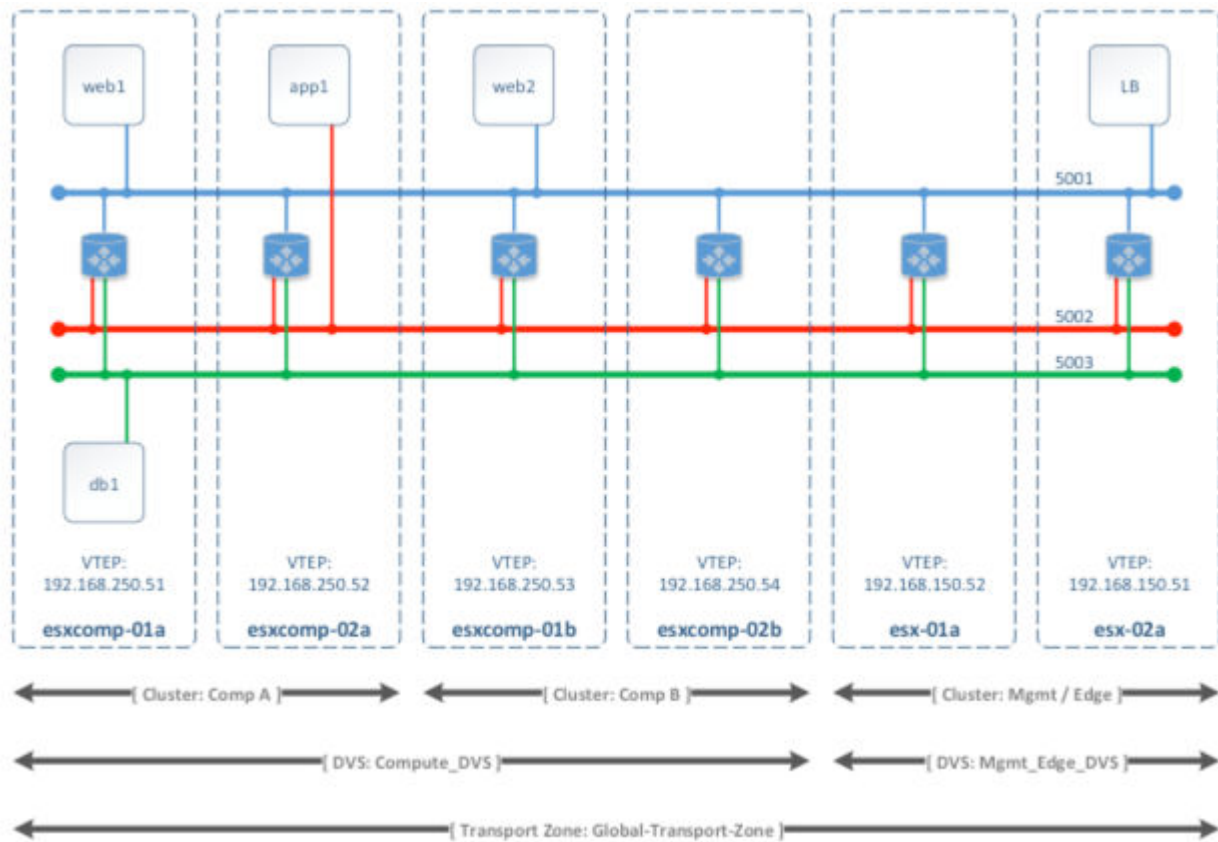 web1
app1
web2
LB
5001
5002
5003
db1
VTEP:
192.168.250.51
VTEP:
192.168.250.52
VTEP:
192.168.250.53
VTEP:
192.168.250.54
VTEP:
192.168.150.52
VTEP:
192.168.150.51
esxcomp-01a
esxcomp-02a
esxcomp-01b
esxcomp-02b
esx-01a
esx-02a
[ Cluster: Comp A ]
[ Cluster: Comp B ]
[ Cluster: Mgmt / Edge ]
[ DVS: Compute_DVS ]
[ DVS: Mgmt_Edge_DVS ]
[ Transport Zone: Global-Transport-Zone ]